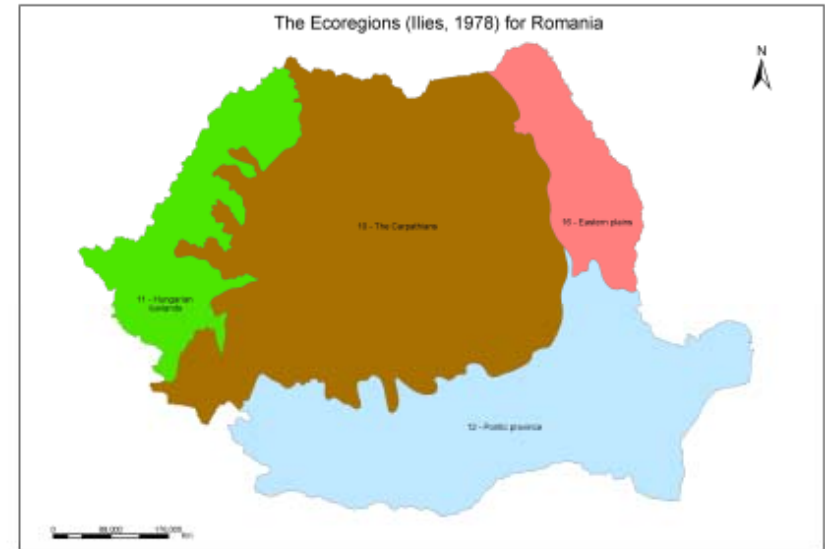 The Ecoregions (Ilies, 1978) for Romania
N
10 - The Carpathians
16 - Eastern plains
11 - Hungarian
lowlands
12 - Pontic province
0
Km